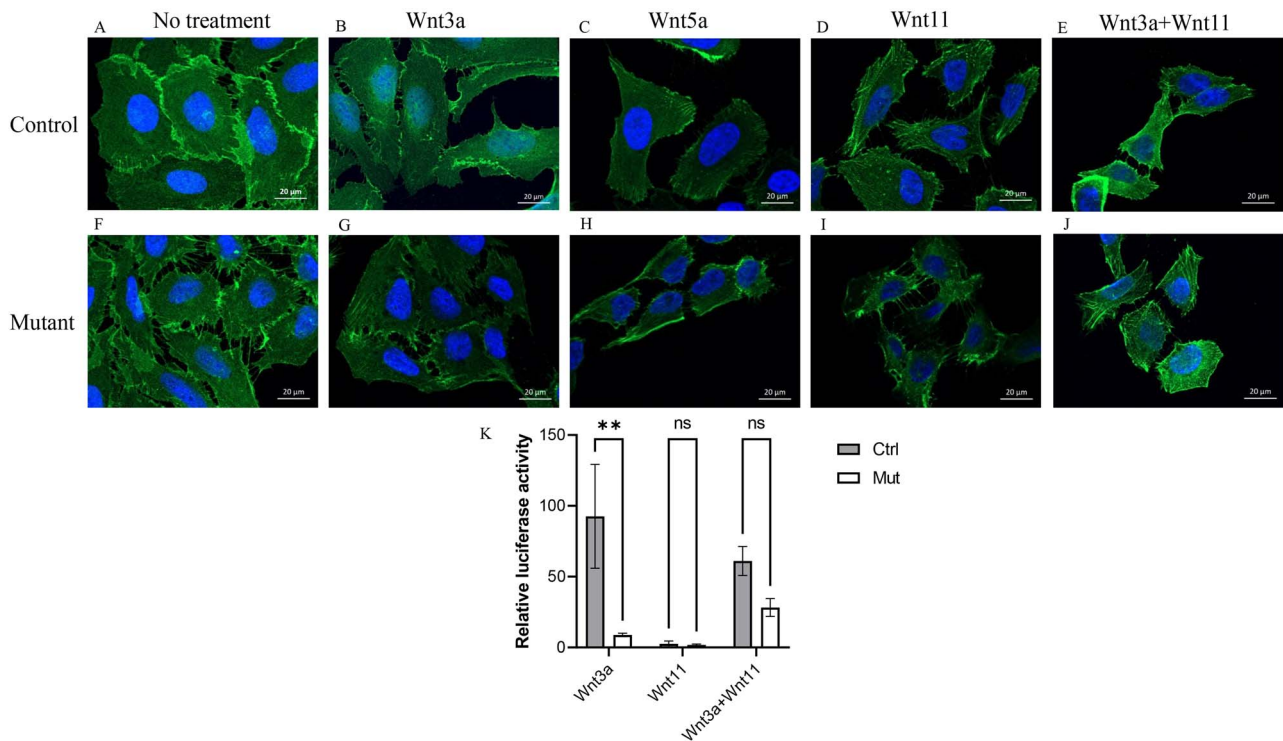 No treatment
Wnt3a
Wnt5a
Wnt11
Wnt3a+Wnt11
A
B
C
D
E
Control
20 µm
20 µm
20 µm
20 µm
20 µm
F
G
H
I
J
Mutant
20 µm
20 µm
20 µm
20 µm
20 µm
K
** ns ns
Relative luciferase activity
150
100
50
0
Wnt3a
Wnt11
Wnt3a+Wnt11
Ctrl
Mut